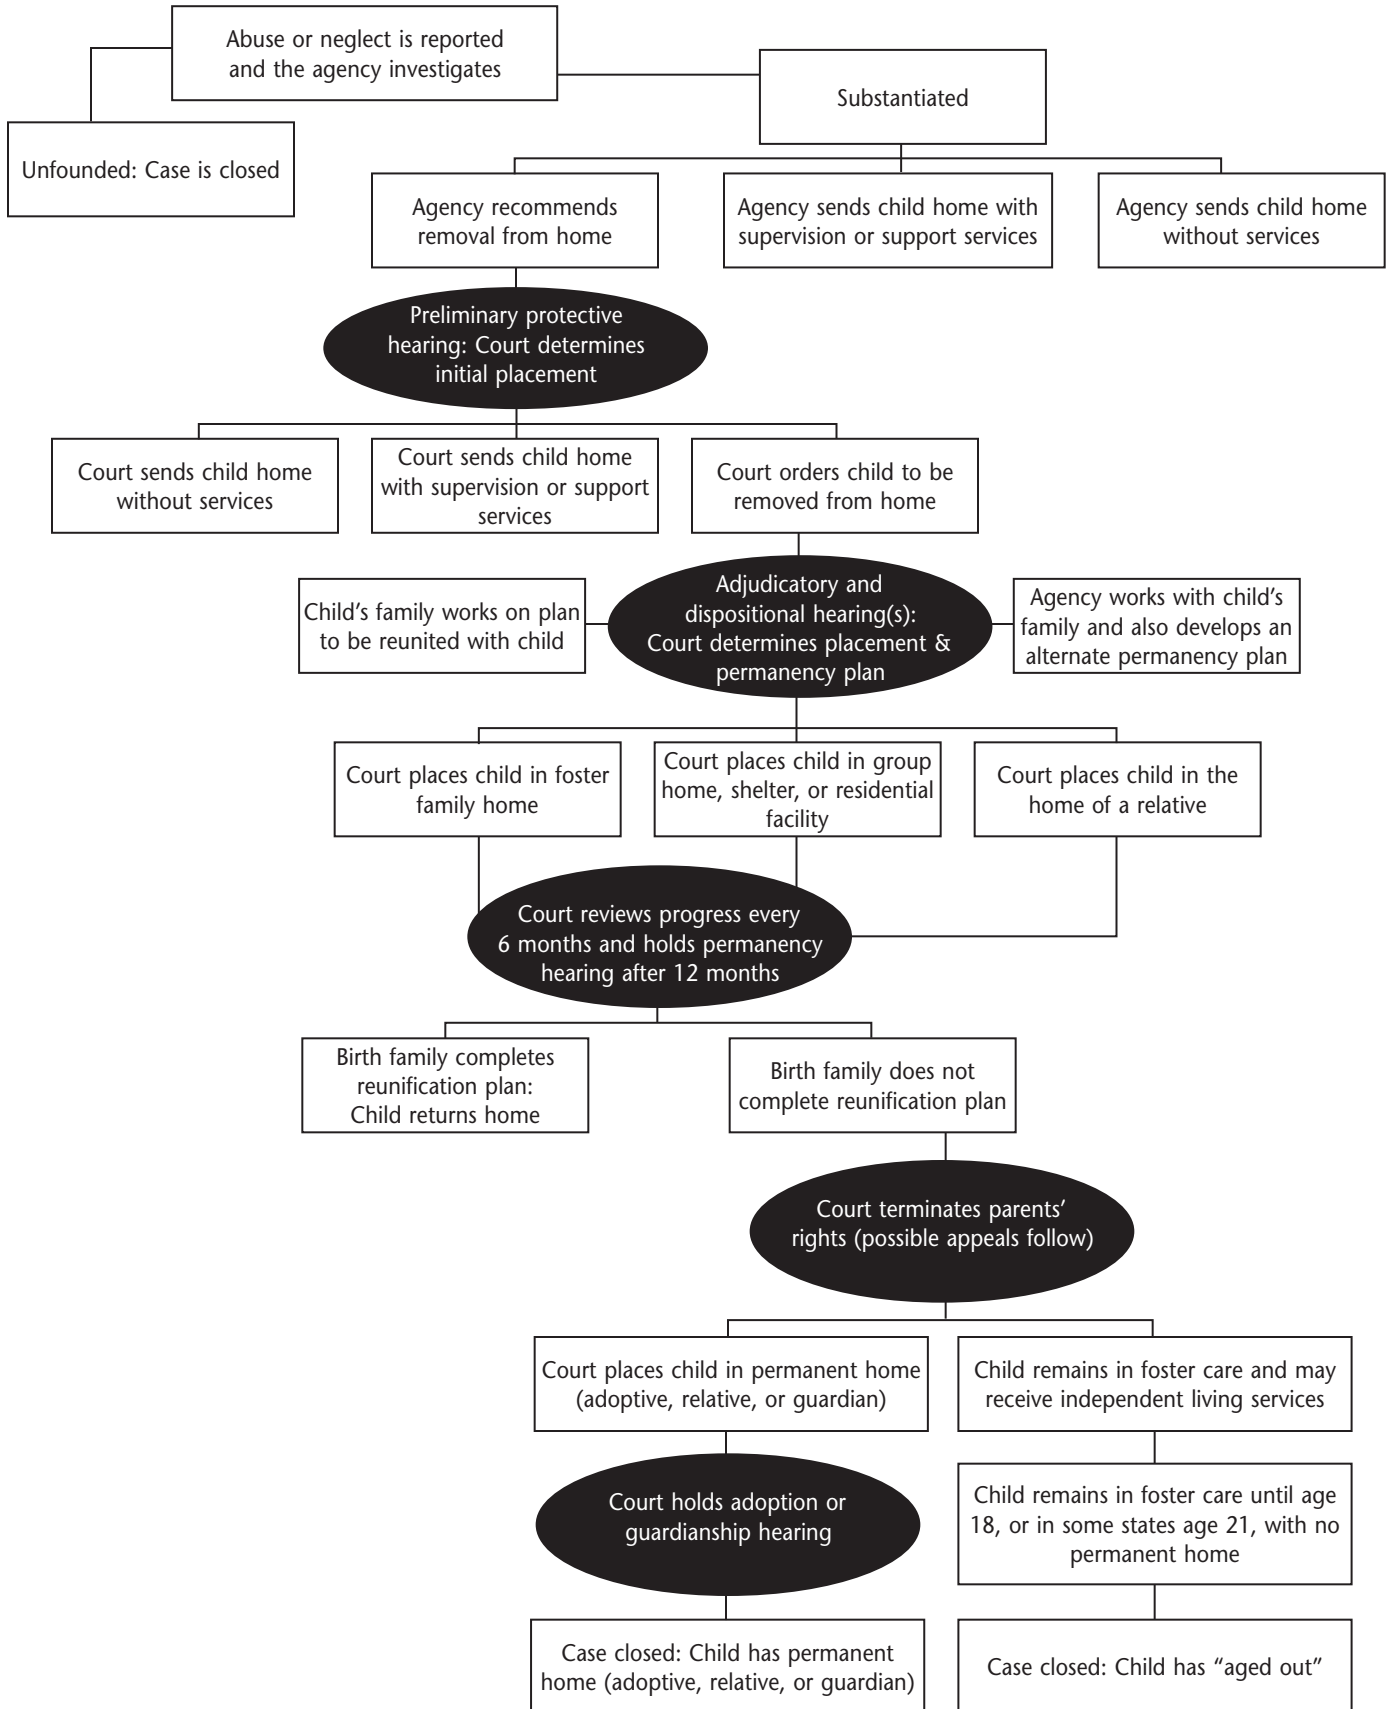 Abuse or neglect is reported
and the agency investigates
Substantiated
Unfounded: Case is closed
Agency recommends
removal from home
Agency sends child home with
supervision or support services
Agency sends child home
without services
Preliminary protective
hearing: Court determines
initial placement
Court sends child home
without services
Court sends child home
with supervision or support
services
Court orders child to be
removed from home
Child’s family works on plan
to be reunited with child
Adjudicatory and
dispositional hearing(s):
Court determines placement &
permanency plan
Agency works with child’s
family and also develops an
alternate permanency plan
Court places child in foster
family home
Court places child in group
home, shelter, or residential
facility
Court places child in the
home of a relative
Court reviews progress every
6 months and holds permanency
hearing after 12 months
Birth family completes
reunification plan:
Child returns home
Birth family does not
complete reunification plan
Court terminates parents’
rights (possible appeals follow)
Court places child in permanent home
(adoptive, relative, or guardian)
Child remains in foster care and may
receive independent living services
Court holds adoption or
guardianship hearing
Child remains in foster care until age
18, or in some states age 21, with no
permanent home
Case closed: Child has permanent
home (adoptive, relative, or guardian)
Case closed: Child has “aged out”